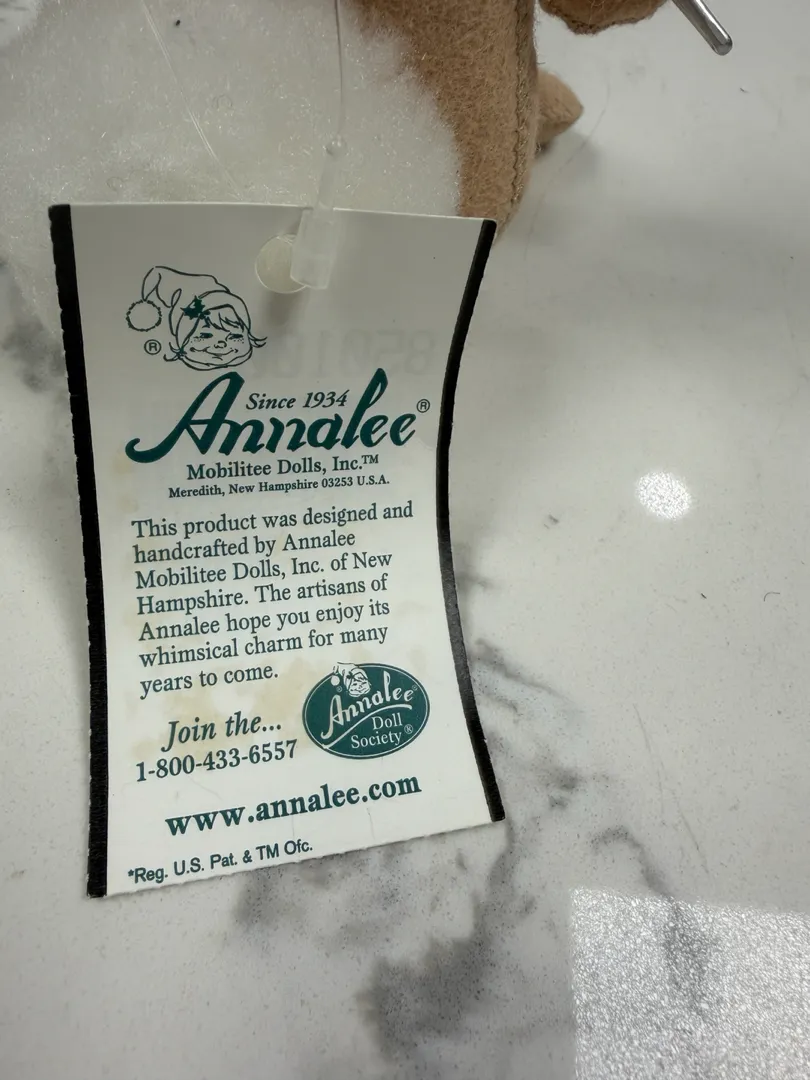 ®
Since 1934
Annalee®
Mobilitee Dolls, Inc.™
Meredith, New Hampshire 03253 U.S.A.
This product was designed and
handcrafted by Annalee
Mobilitee Dolls, Inc. of New
Hampshire. The artisans of
Annalee hope you enjoy its
whimsical charm for many
years to come.
Join the...
1-800-433-6557
Annalee®
Doll
Society®
www.annalee.com
*Reg. U.S. Pat. & TM Ofc.